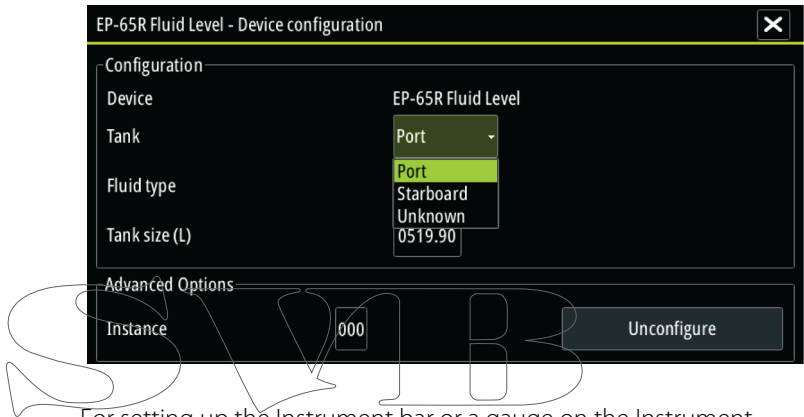 EP-65R Fluid Level - Device configuration
Configuration
Device EP-65R Fluid Level
Tank Port
Port
Fluid type
Starboard
Unknown
Tank size (L) 0519.90
Advanced Options
Instance 000 Unconfigure
SVB
For setting up the Instrument bar or a gauge on the Instrument